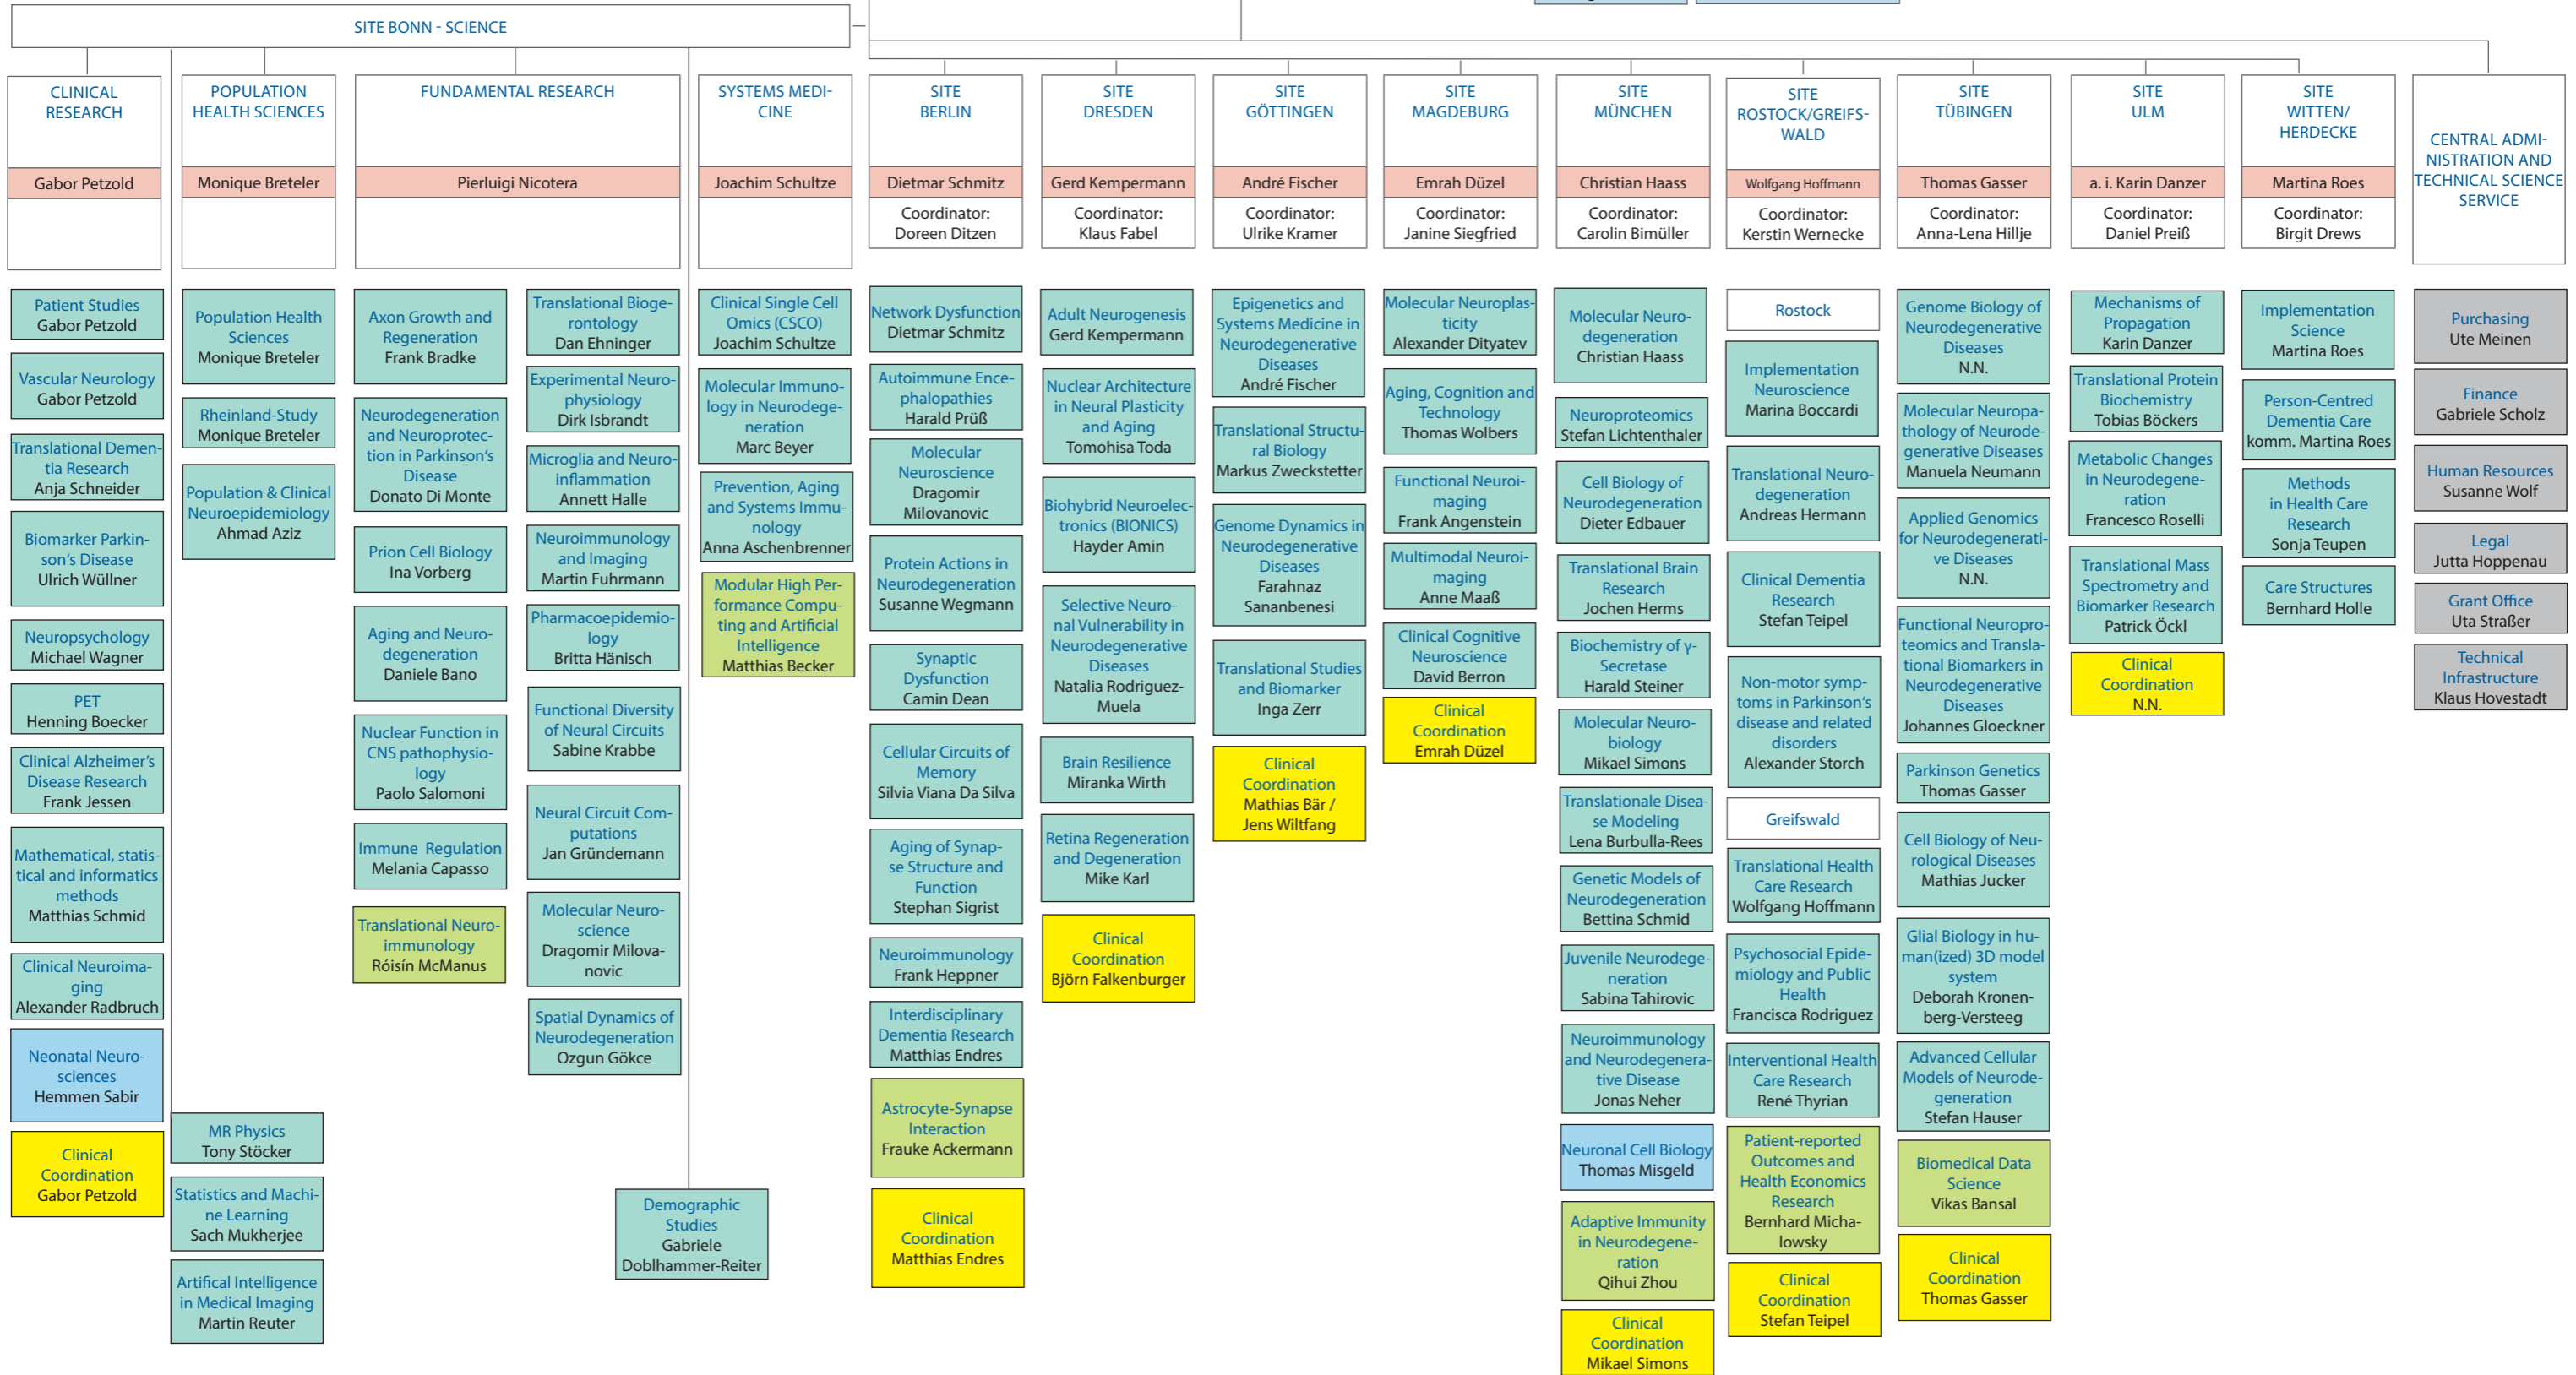 SITE BONN - SCIENCE
CLINICAL
RESEARCH
Gabor Petzold
POPULATION
HEALTH SCIENCES
Monique Breteler
FUNDAMENTAL RESEARCH
Pierluigi Nicotera
SYSTEMS MEDI-
CINE
Joachim Schultze
SITE
BERLIN
Dietmar Schmitz
Coordinator:
Doreen Ditzen
SITE
DRESDEN
Gerd Kempermann
Coordinator:
Klaus Fabel
SITE
GÖTTINGEN
André Fischer
Coordinator:
Ulrike Kramer
SITE
MAGDEBURG
Emrah Düzel
Coordinator:
Janine Siegfried
SITE
MÜNCHEN
Christian Haass
Coordinator:
Carolin Bimüller
SITE
ROSTOCK/GREIFS-
WALD
Wolfgang Hoffmann
Coordinator:
Kerstin Wernecke
SITE
TÜBINGEN
Thomas Gasser
Coordinator:
Anna-Lena Hillje
SITE
ULM
a. i. Karin Danzer
Coordinator:
Daniel Preiß
SITE
WITTEN/
HERDECKE
Martina Roes
Coordinator:
Birgit Drews
CENTRAL ADMI-
NISTRATION AND
TECHNICAL SCIENCE
SERVICE
Patient Studies
Gabor Petzold
Vascular Neurology
Gabor Petzold
Translational Demen-
tia Research
Anja Schneider
Biomarker Parkin-
son's Disease
Ulrich Wüllner
Neuropsychology
Michael Wagner
PET
Henning Boecker
Clinical Alzheimer's
Disease Research
Frank Jessen
Mathematical, statis-
tical and informatics
methods
Matthias Schmid
Clinical Neuroima-
ging
Alexander Radbruch
Neonatal Neuro-
sciences
Hemmen Sabir
Clinical
Coordination
Gabor Petzold
Population Health
Sciences
Monique Breteler
Rheinland-Study
Monique Breteler
Population & Clinical
Neuroepidemiology
Ahmad Aziz
MR Physics
Tony Stöcker
Statistics and Machi-
ne Learning
Sach Mukherjee
Artifical Intelligence
in Medical Imaging
Martin Reuter
Axon Growth and
Regeneration
Frank Bradke
Neurodegeneration
and Neuroprotec-
tion in Parkinson's
Disease
Donato Di Monte
Prion Cell Biology
Ina Vorberg
Aging and Neuro-
degeneration
Daniele Bano
Nuclear Function in
CNS pathophysio-
logy
Paolo Salomoni
Immune Regulation
Melania Capasso
Translational Neuro-
immunology
Róisín McManus
Translational Bioge-
rontology
Dan Ehninger
Experimental Neuro-
physiology
Dirk Isbrandt
Microglia and Neuro-
inflammation
Annett Halle
Neuroimmunology
and Imaging
Martin Fuhrmann
Pharmacoepidemio-
logy
Britta Hänisch
Functional Diversity
of Neural Circuits
Sabine Krabbe
Neural Circuit Com-
putations
Jan Gründemann
Molecular Neuro-
science
Dragomir Milova-
novic
Spatial Dynamics of
Neurodegeneration
Ozgun Gökce
Demographic
Studies
Gabriele
Doblhammer-Reiter
Clinical Single Cell
Omics (CSCO)
Joachim Schultze
Molecular Immuno-
logy in Neurodege-
neration
Marc Beyer
Prevention, Aging
and Systems Immu-
nology
Anna Aschenbrenner
Modular High Per-
formance Compu-
ting and Artificial
Intelligence
Matthias Becker
Network Dysfunction
Dietmar Schmitz
Autoimmune Ence-
phalopathies
Harald Prüß
Molecular
Neuroscience
Dragomir
Milovanovic
Protein Actions in
Neurodegeneration
Susanne Wegmann
Synaptic
Dysfunction
Camin Dean
Cellular Circuits of
Memory
Silvia Viana Da Silva
Aging of Synap-
se Structure and
Function
Stephan Sigrist
Neuroimmunology
Frank Heppner
Interdisciplinary
Dementia Research
Matthias Endres
Astrocyte-Synapse
Interaction
Frauke Ackermann
Clinical
Coordination
Matthias Endres
Adult Neurogenesis
Gerd Kempermann
Nuclear Architecture
in Neural Plasticity
and Aging
Tomohisa Toda
Biohybrid Neuroelec-
tronics (BIONICS)
Hayder Amin
Selective Neuro-
nal Vulnerability in
Neurodegenerative
Diseases
Natalia Rodriguez-
Muela
Brain Resilience
Miranka Wirth
Retina Regeneration
and Degeneration
Mike Karl
Clinical
Coordination
Björn Falkenburger
Epigenetics and
Systems Medicine in
Neurodegenerative
Diseases
André Fischer
Translational Structu-
ral Biology
Markus Zweckstetter
Genome Dynamics in
Neurodegenerative
Diseases
Farahnaz
Sananbenesi
Translational Studies
and Biomarker
Inga Zerr
Clinical
Coordination
Mathias Bär /
Jens Wiltfang
Molecular Neuroplas-
ticity
Alexander Dityatev
Aging, Cognition and
Technology
Thomas Wolbers
Functional Neuroi-
maging
Frank Angenstein
Multimodal Neuroi-
maging
Anne Maaß
Clinical Cognitive
Neuroscience
David Berron
Clinical
Coordination
Emrah Düzel
Molecular Neuro-
degeneration
Christian Haass
Neuroproteomics
Stefan Lichtenthaler
Cell Biology of
Neurodegeneration
Dieter Edbauer
Translational Brain
Research
Jochen Herms
Biochemistry of γ-
Secretase
Harald Steiner
Molecular Neuro-
biology
Mikael Simons
Translationale Disea-
se Modeling
Lena Burbulla-Rees
Genetic Models of
Neurodegeneration
Bettina Schmid
Juvenile Neurodege-
neration
Sabina Tahirovic
Neuroimmunology
and Neurodegenera-
tive Disease
Jonas Neher
Neuronal Cell Biology
Thomas Misgeld
Adaptive Immunity
in Neurodegene-
ration
Qihui Zhou
Clinical
Coordination
Mikael Simons
Rostock
Implementation
Neuroscience
Marina Boccardi
Translational Neuro-
degeneration
Andreas Hermann
Clinical Dementia
Research
Stefan Teipel
Non-motor symp-
toms in Parkinson's
disease and related
disorders
Alexander Storch
Greifswald
Translational Health
Care Research
Wolfgang Hoffmann
Psychosocial Epide-
miology and Public
Health
Francisca Rodriguez
Interventional Health
Care Research
René Thyrian
Patient-reported
Outcomes and
Health Economics
Research
Bernhard Micha-
lowsky
Clinical
Coordination
Stefan Teipel
Genome Biology of
Neurodegenerative
Diseases
N.N.
Molecular Neuropa-
thology of Neurode-
generative Diseases
Manuela Neumann
Applied Genomics
for Neurodegenerati-
ve Diseases
N.N.
Functional Neuropro-
teomics and Transla-
tional Biomarkers in
Neurodegenerative
Diseases
Johannes Gloeckner
Parkinson Genetics
Thomas Gasser
Cell Biology of Neu-
rological Diseases
Mathias Jucker
Glial Biology in hu-
man(ized) 3D model
system
Deborah Kronen-
berg-Versteeg
Advanced Cellular
Models of Neurode-
generation
Stefan Hauser
Biomedical Data
Science
Vikas Bansal
Clinical
Coordination
Thomas Gasser
Mechanisms of
Propagation
Karin Danzer
Translational Protein
Biochemistry
Tobias Böckers
Metabolic Changes
in Neurodegene-
ration
Francesco Roselli
Translational Mass
Spectrometry and
Biomarker Research
Patrick Öckl
Clinical
Coordination
N.N.
Implementation
Science
Martina Roes
Person-Centred
Dementia Care
komm. Martina Roes
Methods
in Health Care
Research
Sonja Teupen
Care Structures
Bernhard Holle
Purchasing
Ute Meinen
Finance
Gabriele Scholz
Human Resources
Susanne Wolf
Legal
Jutta Hoppenau
Grant Office
Uta Straßer
Technical
Infrastructure
Klaus Hovestadt